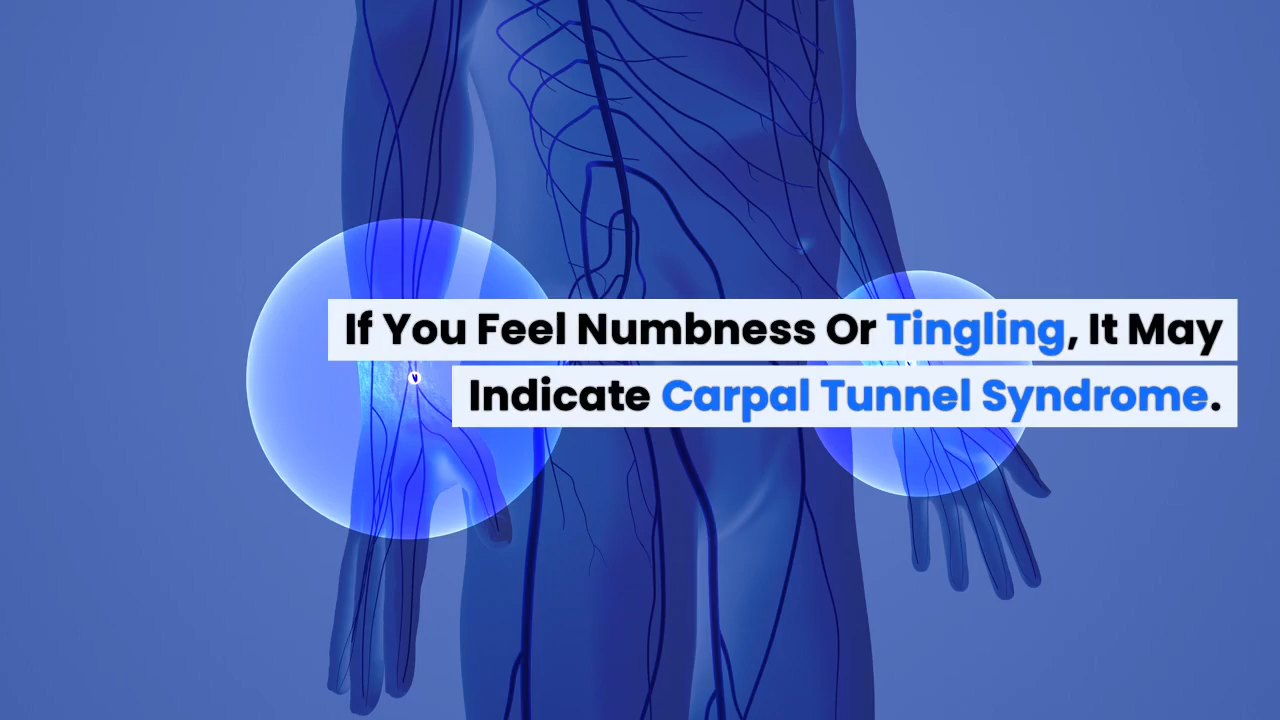 If You Feel Numbness Or Tingling, It May
Indicate Carpal Tunnel Syndrome.